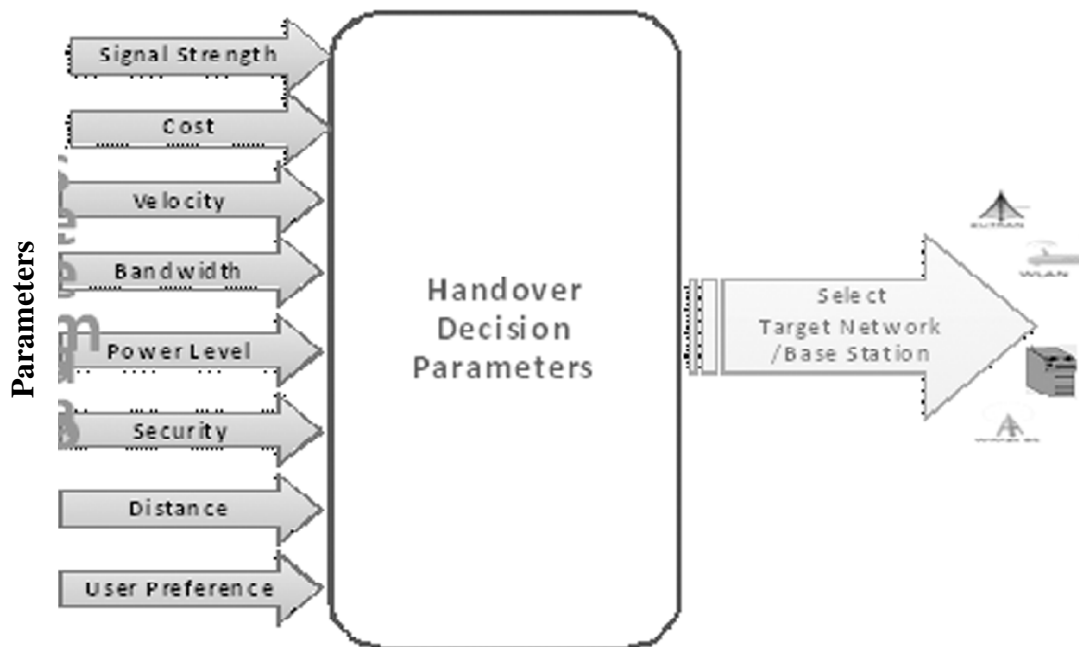 Parameters
Signal Strength
Cost
Velocity
Bandwidth
Power Level
Security
Distance
User Preference
Handover
Decision
Parameters
Select
Target Network
/Base Station
WLAN